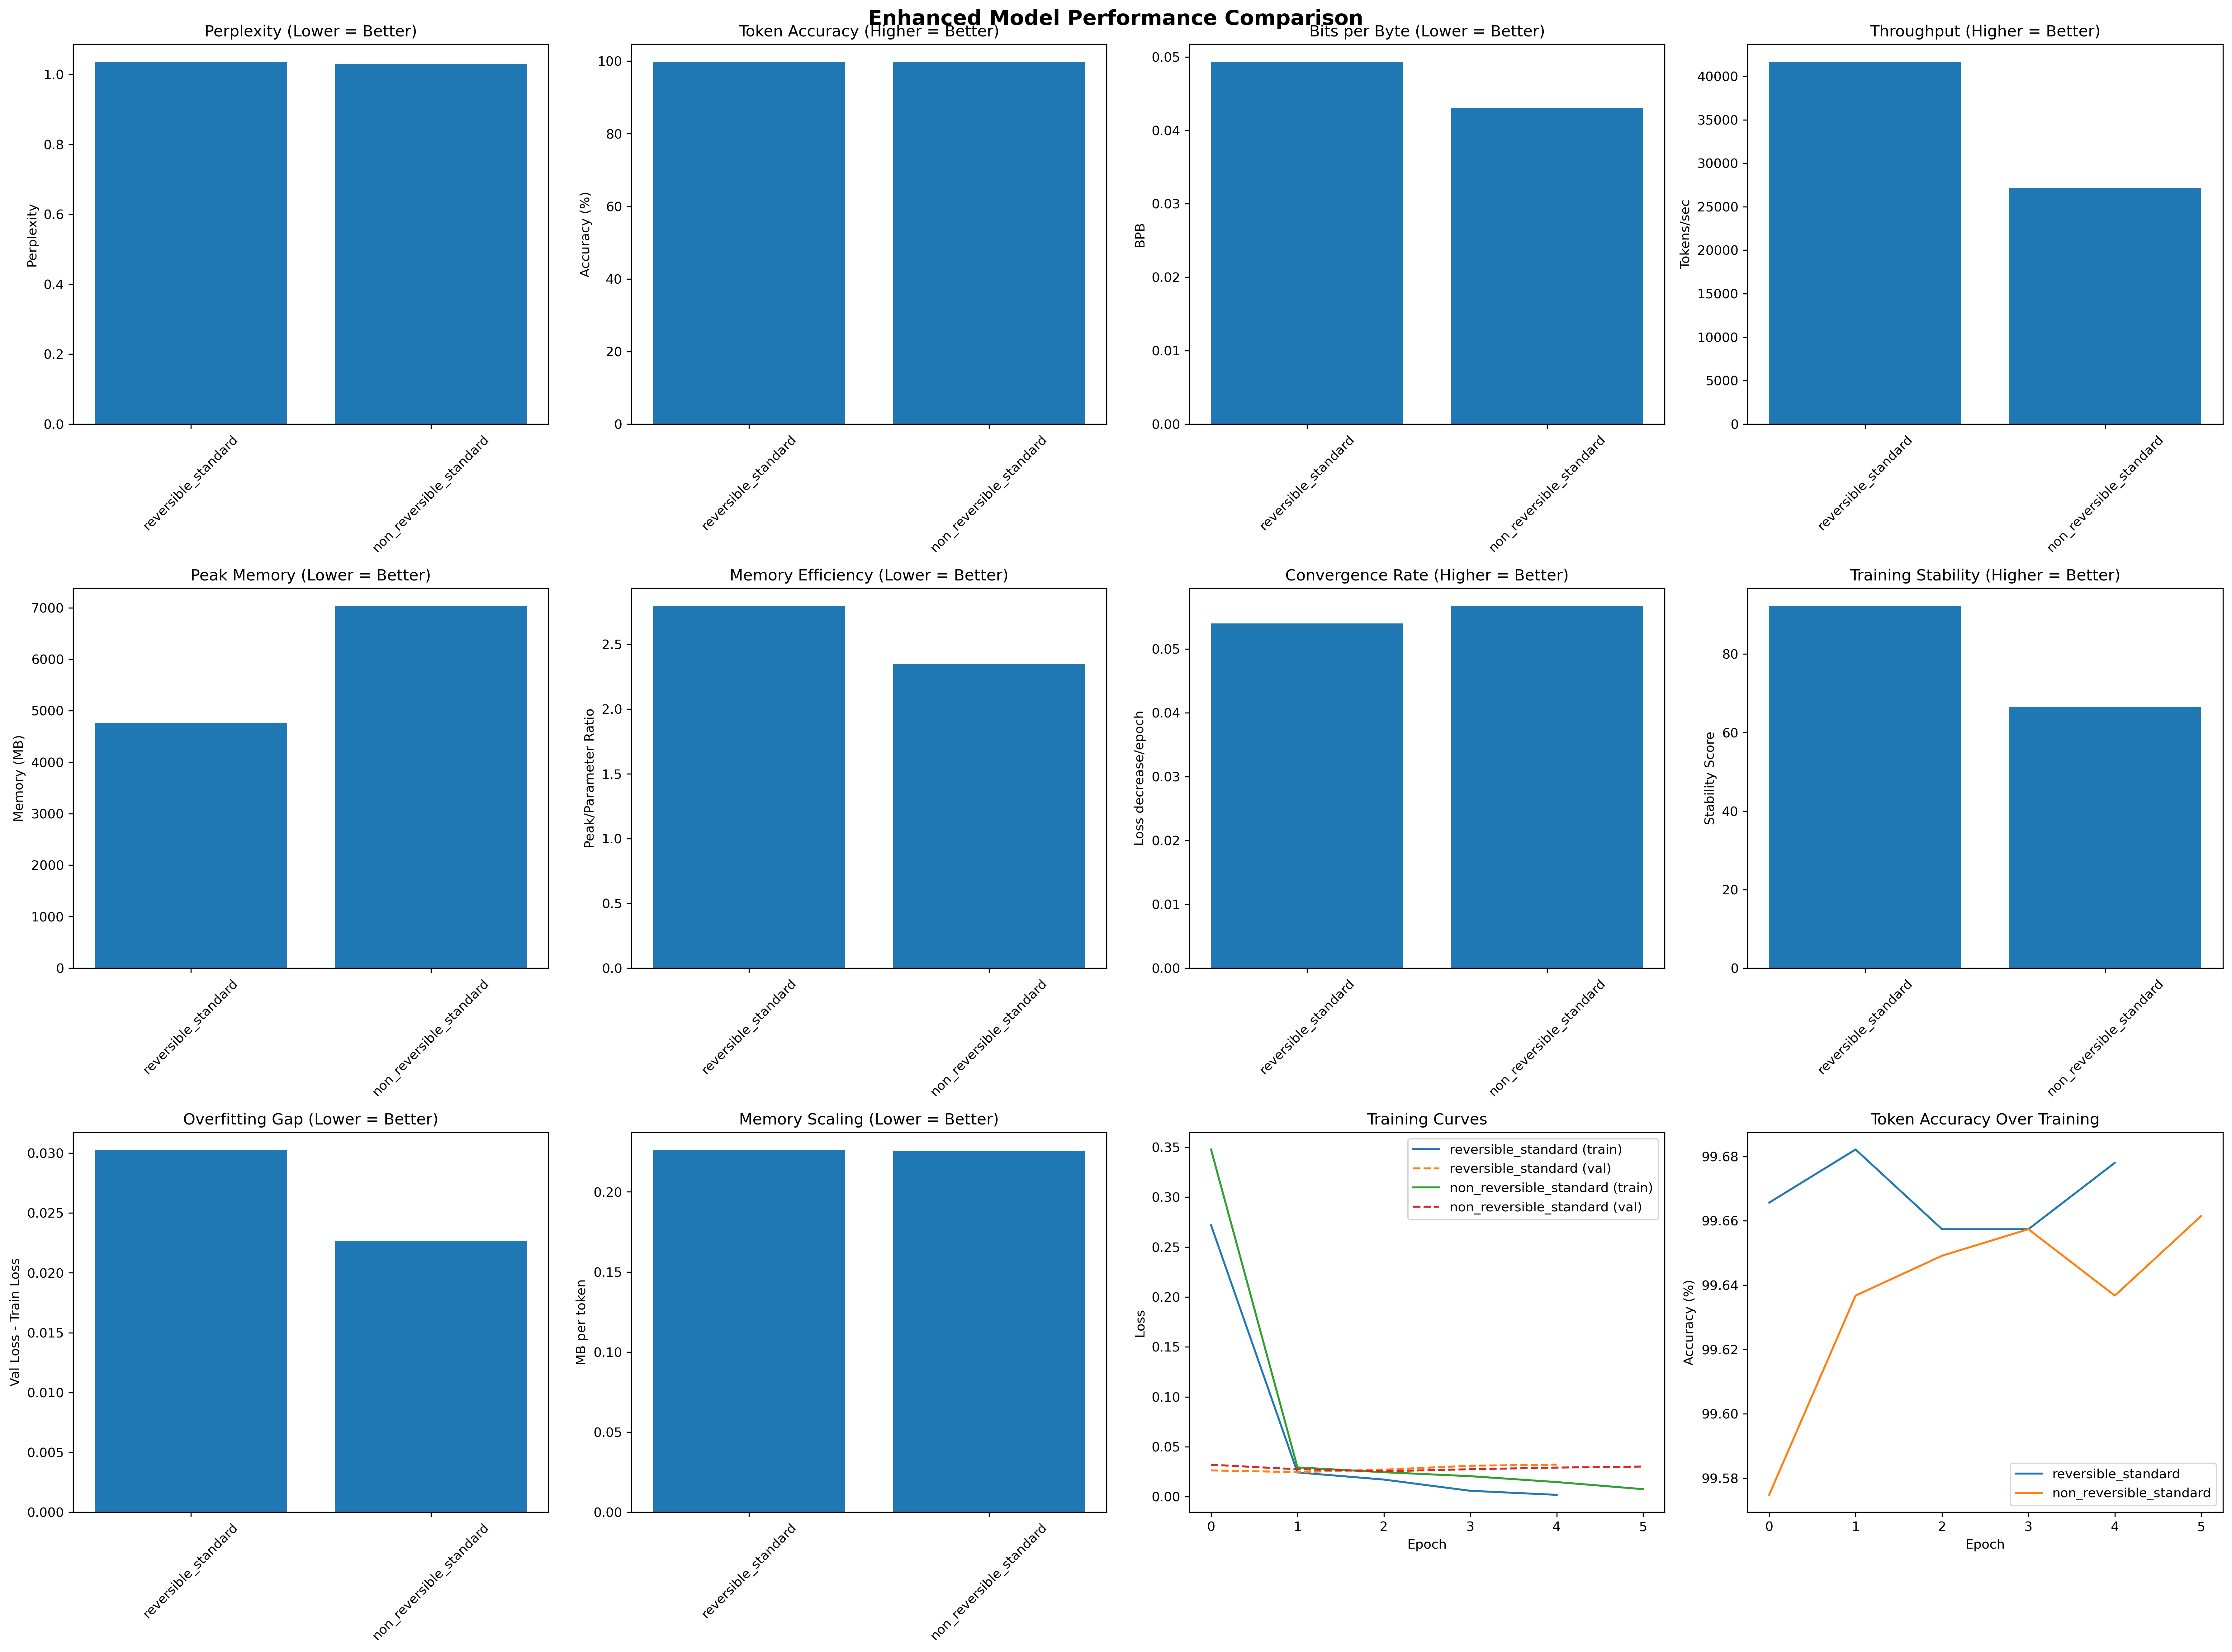 Enhanced Model Performance Comparison
Perplexity (Lower = Better)
Perplexity
1.0
0.8
0.6
0.4
0.2
0.0
reversible_standard
non_reversible_standard
Token Accuracy (Higher = Better)
Accuracy (%)
100
80
60
40
20
0
reversible_standard
non_reversible_standard
Bits per Byte (Lower = Better)
BPB
0.05
0.04
0.03
0.02
0.01
0.00
reversible_standard
non_reversible_standard
Throughput (Higher = Better)
Tokens/sec
40000
35000
30000
25000
20000
15000
10000
5000
0
reversible_standard
non_reversible_standard
Peak Memory (Lower = Better)
Memory (MB)
7000
6000
5000
4000
3000
2000
1000
0
reversible_standard
non_reversible_standard
Memory Efficiency (Lower = Better)
Peak/Parameter Ratio
2.5
2.0
1.5
1.0
0.5
0.0
reversible_standard
non_reversible_standard
Convergence Rate (Higher = Better)
Loss decrease/epoch
0.05
0.04
0.03
0.02
0.01
0.00
reversible_standard
non_reversible_standard
Training Stability (Higher = Better)
Stability Score
80
60
40
20
0
reversible_standard
non_reversible_standard
Overfitting Gap (Lower = Better)
Val Loss - Train Loss
0.030
0.025
0.020
0.015
0.010
0.005
0.000
reversible_standard
non_reversible_standard
Memory Scaling (Lower = Better)
MB per token
0.20
0.15
0.10
0.05
0.00
reversible_standard
non_reversible_standard
Training Curves
Loss
0.35
0.30
0.25
0.20
0.15
0.10
0.05
0.00
reversible_standard (train)
reversible_standard (val)
non_reversible_standard (train)
non_reversible_standard (val)
0 1 2 3 4 5
Epoch
Token Accuracy Over Training
Accuracy (%)
99.68
99.66
99.64
99.62
99.60
99.58
reversible_standard
non_reversible_standard
0 1 2 3 4 5
Epoch